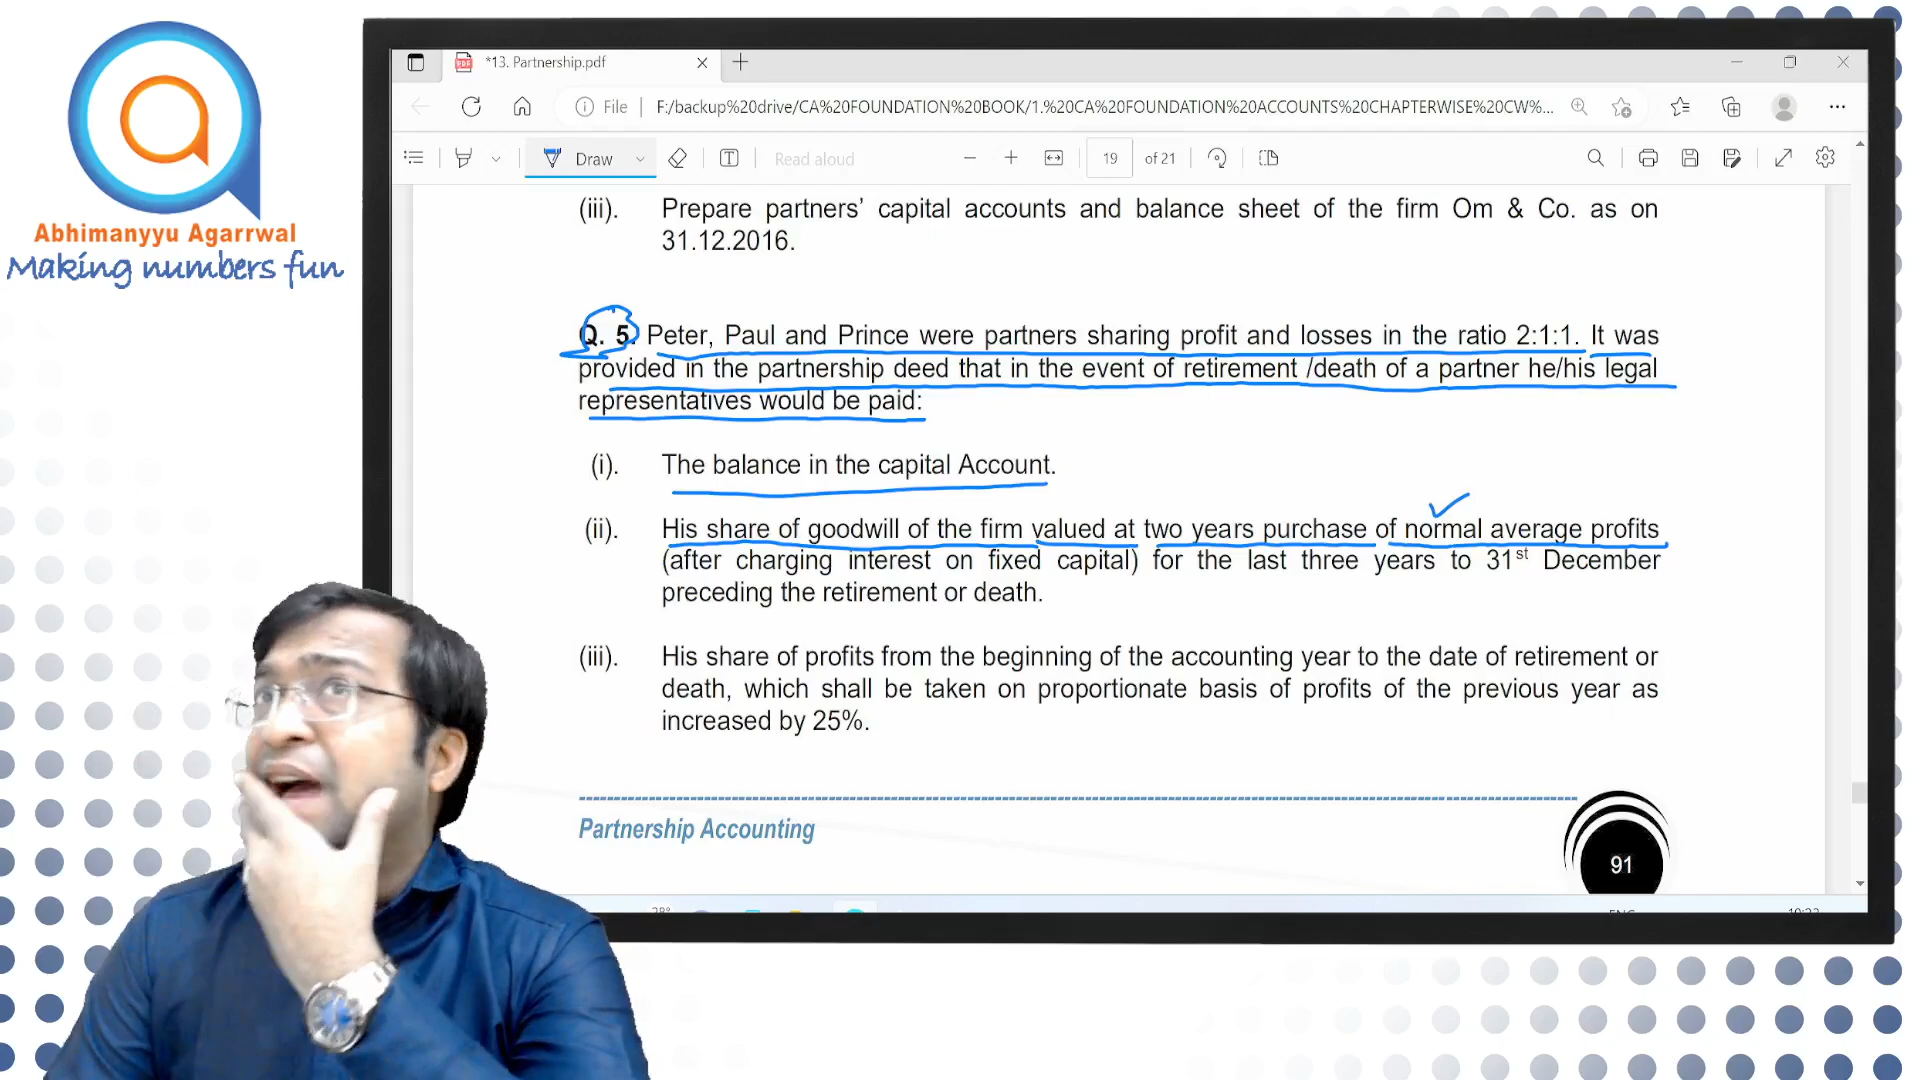 *13. Partnership.pdf
File
F:/backup%20drive/CA%20FOUNDATION%20BOOK/1.%20CA%20FOUNDATION%20ACCOUNTS%20CHAPTERWISE%20CW%...
Draw
Read aloud
19
of 21
Abhimanyyu Agarrwal
Making numbers fun
(iii). Prepare partners’ capital accounts and balance sheet of the firm Om & Co. as on
31.12.2016.
Q. 5. Peter, Paul and Prince were partners sharing profit and losses in the ratio 2:1:1. It was
provided in the partnership deed that in the event of retirement /death of a partner he/his legal
representatives would be paid:
(i). The balance in the capital Account.
(ii). His share of goodwill of the firm valued at two years purchase of normal average profits
(after charging interest on fixed capital) for the last three years to 31st December
preceding the retirement or death.
(iii). His share of profits from the beginning of the accounting year to the date of retirement or
death, which shall be taken on proportionate basis of profits of the previous year as
increased by 25%.
Partnership Accounting
91